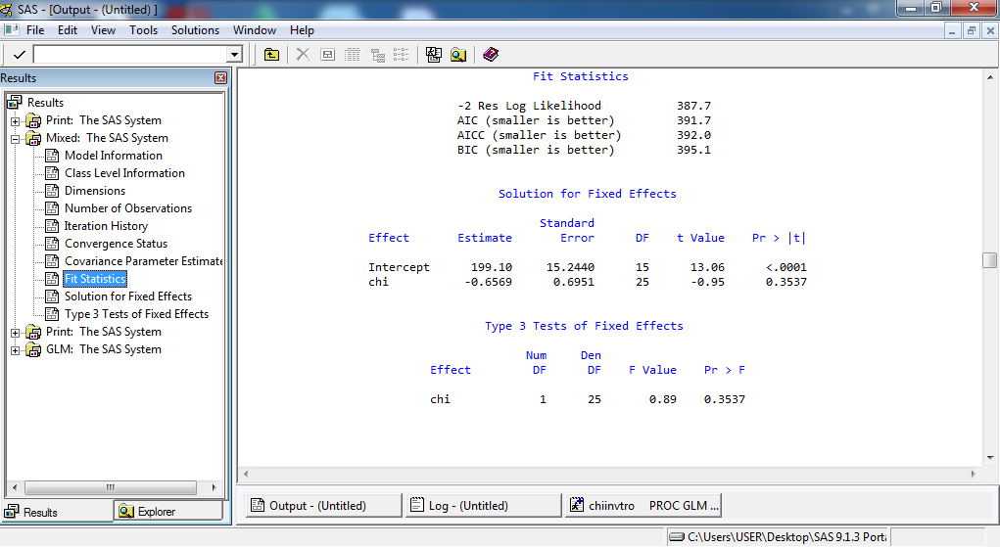 SAS - [Output - (Untitled) ]
File Edit View Tools Solutions Window Help
Results
Results
Print: The SAS System
Mixed: The SAS System
Model Information
Class Level Information
Dimensions
Number of Observations
Iteration History
Convergence Status
Covariance Parameter Estimate
Fit Statistics
Solution for Fixed Effects
Type 3 Tests of Fixed Effects
Print: The SAS System
GLM: The SAS System
Results Explorer
Fit Statistics
-2 Res Log Likelihood 387.7
AIC (smaller is better) 391.7
AICC (smaller is better) 392.0
BIC (smaller is better) 395.1
Solution for Fixed Effects
Standard
Effect Estimate Error DF t Value Pr > |t|
Intercept 199.10 15.2440 15 13.06 <.0001
chi -0.6569 0.6951 25 -0.95 0.3537
Type 3 Tests of Fixed Effects
Num Den
Effect DF DF F Value Pr > F
chi 1 25 0.89 0.3537
Output - (Untitled) Log - (Untitled) chiinvtro PROC GLM ...
C:\Users\USER\Desktop\SAS 9.1.3 Porta